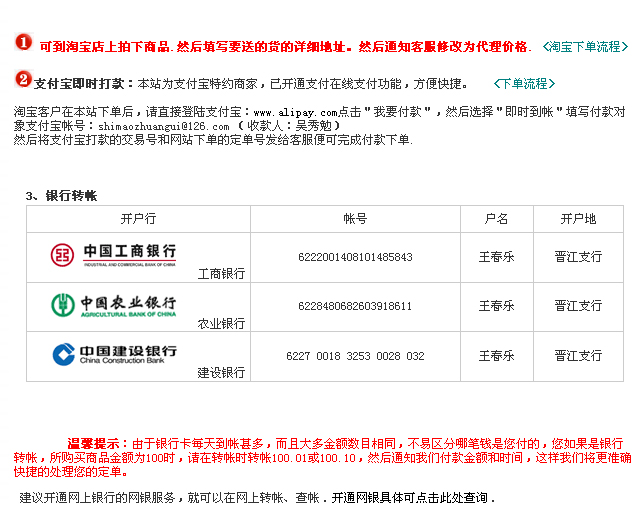 1 可到淘宝店上拍下商品.然后填写要送的货的详细地址。然后通知客服修改为代理价格. <淘宝下单流程>
2 支付宝即时打款：本站为支付宝特约商家，已开通支付在线支付功能，方便快捷。 <下单流程>
淘宝客户在本站下单后，请直接登陆支付宝：www.alipay.com点击＂我要付款＂，然后选择＂即时到帐＂填写付款对
象支付宝帐号：shimaozhuangui@126.com ( 收款人：吴秀勉 )
然后将支付宝打款的交易号和网站下单的定单号发给客服便可完成付款下单.
3、银行转帐
开户行 帐号 户名 开户地
中国工商银行
INDUSTRIAL AND COMMERCIAL BANK OF CHINA
工商银行 6222001408101485843 王春乐 晋江支行
中国农业银行
AGRICULTURAL BANK OF CHINA
农业银行 6228480682603918611 王春乐 晋江支行
中国建设银行
China Construction Bank
建设银行 6227 0018 3253 0028 032 王春乐 晋江支行
温馨提示：由于银行卡每天到帐甚多，而且大多金额数目相同，不易区分哪笔钱是您付的，您如果是银行
转帐，所购买商品金额为100时，请在转帐时转帐100.01或100.10，然后通知我们付款金额和时间，这样我们将更准确
快捷的处理您的定单。
建议开通网上银行的网银服务，就可以在网上转帐、查帐．开通网银具体可点击此处查询．